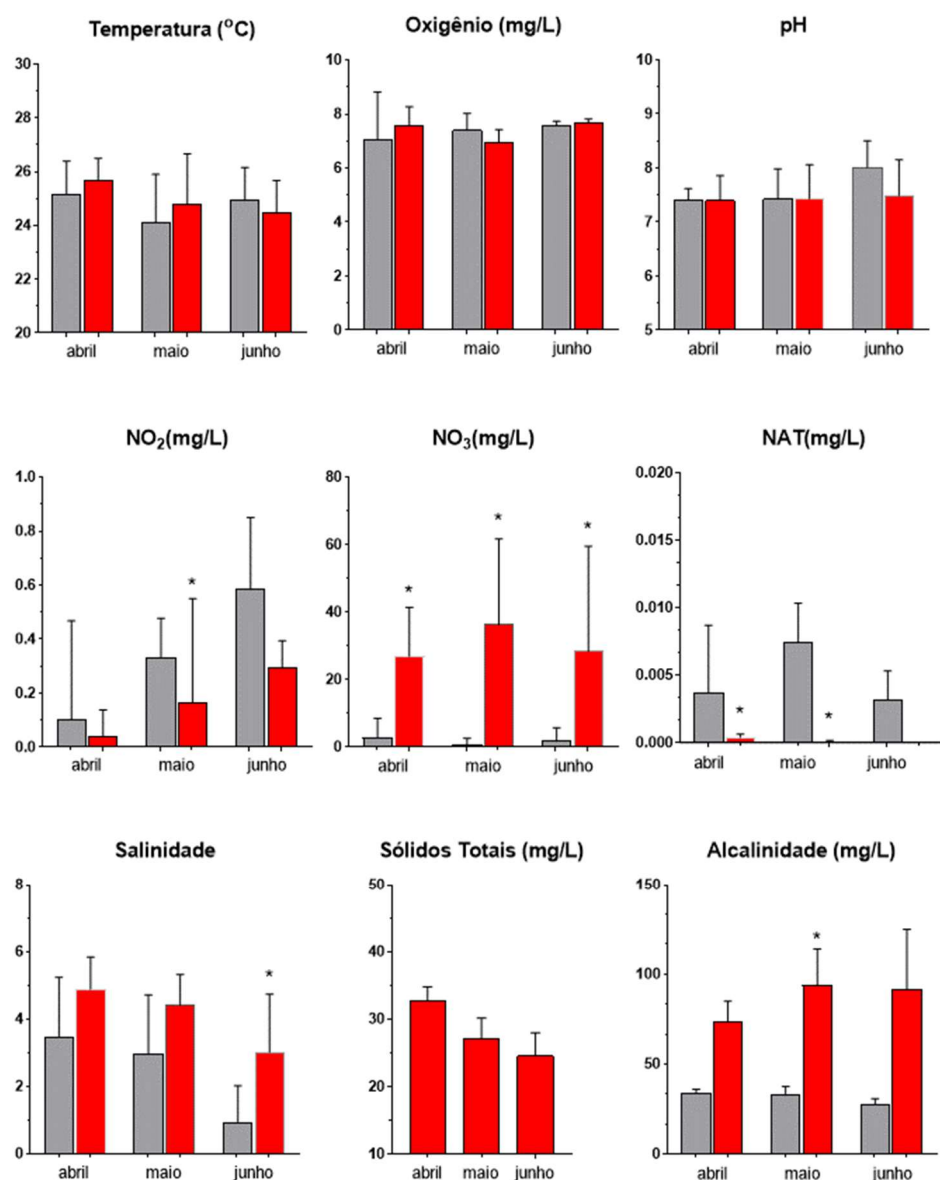 Temperatura (°C)
30
28
26
24
22
20
abril maio junho
Oxigênio (mg/L)
10
8
6
4
2
0
abril maio junho
pH
10
9
8
7
6
5
abril maio junho
NO₂(mg/L)
1.0
0.8
0.6
0.4
0.2
0.0
*
abril maio junho
NO₃(mg/L)
80
60
40
20
0
* * *
abril maio junho
NAT(mg/L)
0.020
0.015
0.010
0.005
0.000
* *
abril maio junho
Salinidade
8
6
4
2
0
*
abril maio junho
Sólidos Totais (mg/L)
50
40
30
20
10
abril maio junho
Alcalinidade (mg/L)
150
100
50
0
*
abril maio junho